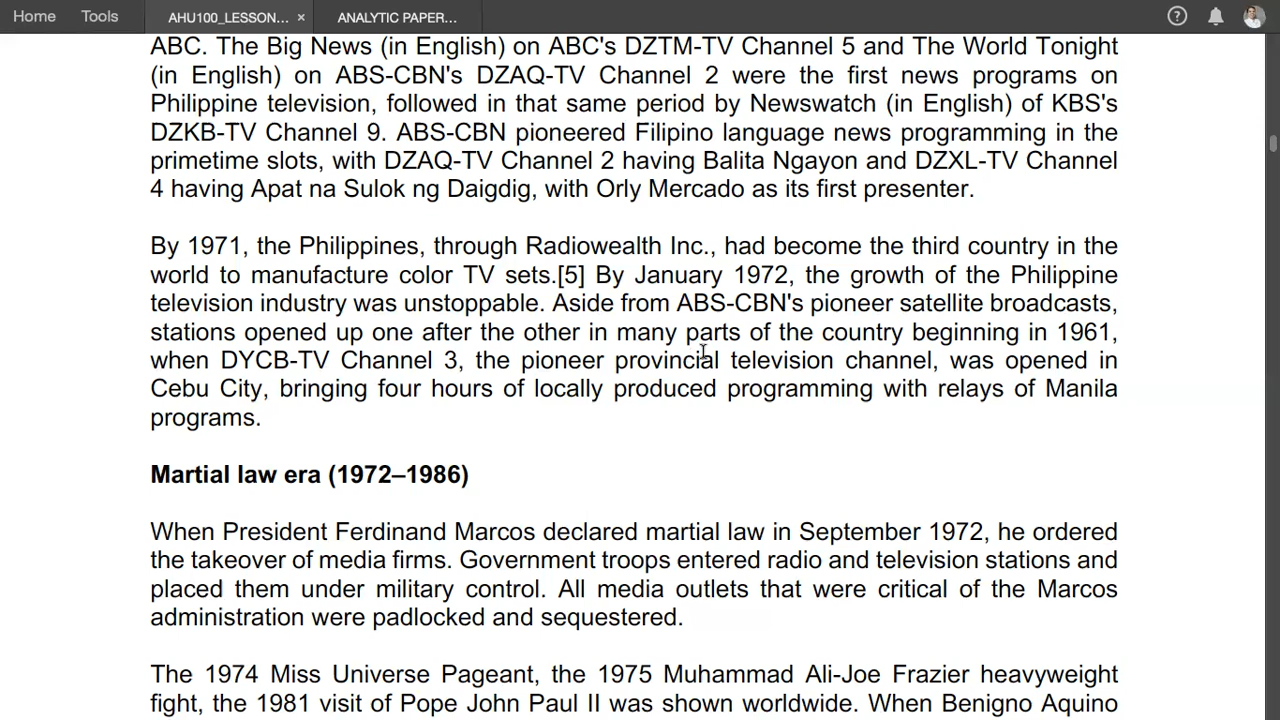 Home Tools AHU100_LESSON... × ANALYTIC PAPER...
ABC. The Big News (in English) on ABC's DZTM-TV Channel 5 and The World Tonight
(in English) on ABS-CBN's DZAQ-TV Channel 2 were the first news programs on
Philippine television, followed in that same period by Newswatch (in English) of KBS's
DZKB-TV Channel 9. ABS-CBN pioneered Filipino language news programming in the
primetime slots, with DZAQ-TV Channel 2 having Balita Ngayon and DZXL-TV Channel
4 having Apat na Sulok ng Daigdig, with Orly Mercado as its first presenter.
By 1971, the Philippines, through Radiowealth Inc., had become the third country in the
world to manufacture color TV sets.[5] By January 1972, the growth of the Philippine
television industry was unstoppable. Aside from ABS-CBN's pioneer satellite broadcasts,
stations opened up one after the other in many parts of the country beginning in 1961,
when DYCB-TV Channel 3, the pioneer provincial television channel, was opened in
Cebu City, bringing four hours of locally produced programming with relays of Manila
programs.
Martial law era (1972–1986)
When President Ferdinand Marcos declared martial law in September 1972, he ordered
the takeover of media firms. Government troops entered radio and television stations and
placed them under military control. All media outlets that were critical of the Marcos
administration were padlocked and sequestered.
The 1974 Miss Universe Pageant, the 1975 Muhammad Ali-Joe Frazier heavyweight
fight, the 1981 visit of Pope John Paul II was shown worldwide. When Benigno Aquino